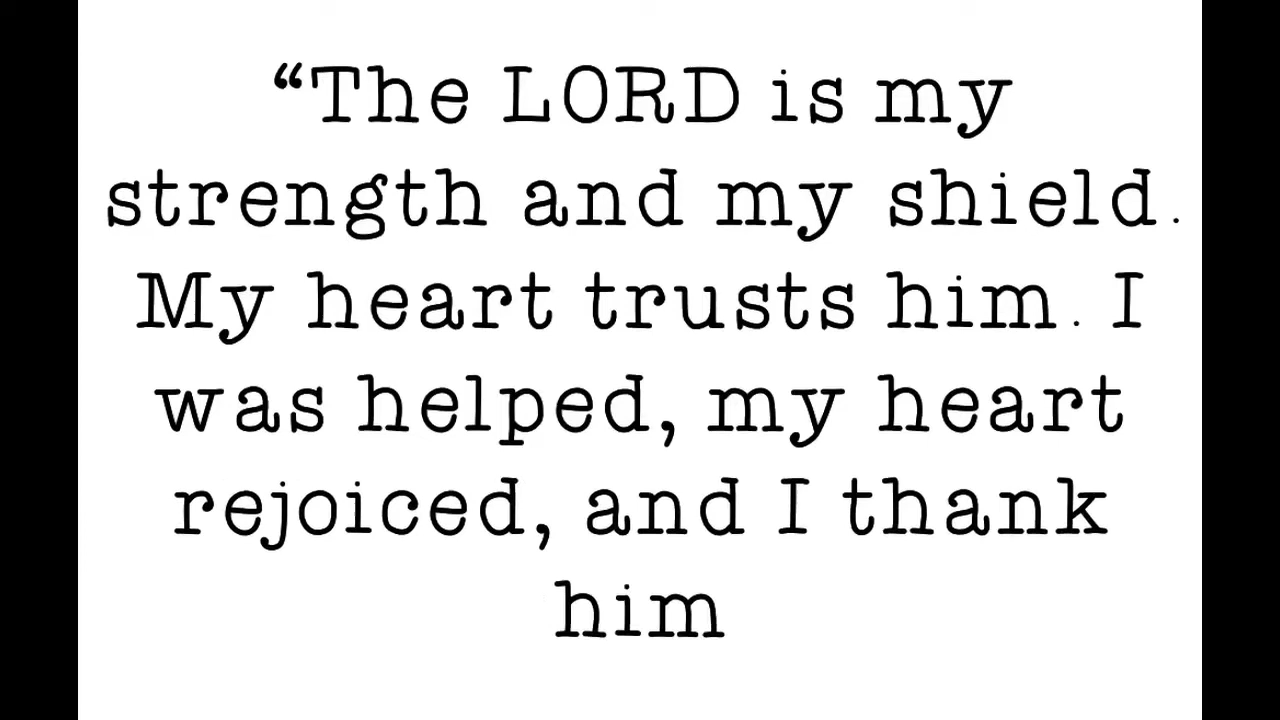 “The LORD is my
strength and my shield.
My heart trusts him. I
was helped, my heart
rejoiced, and I thank
him